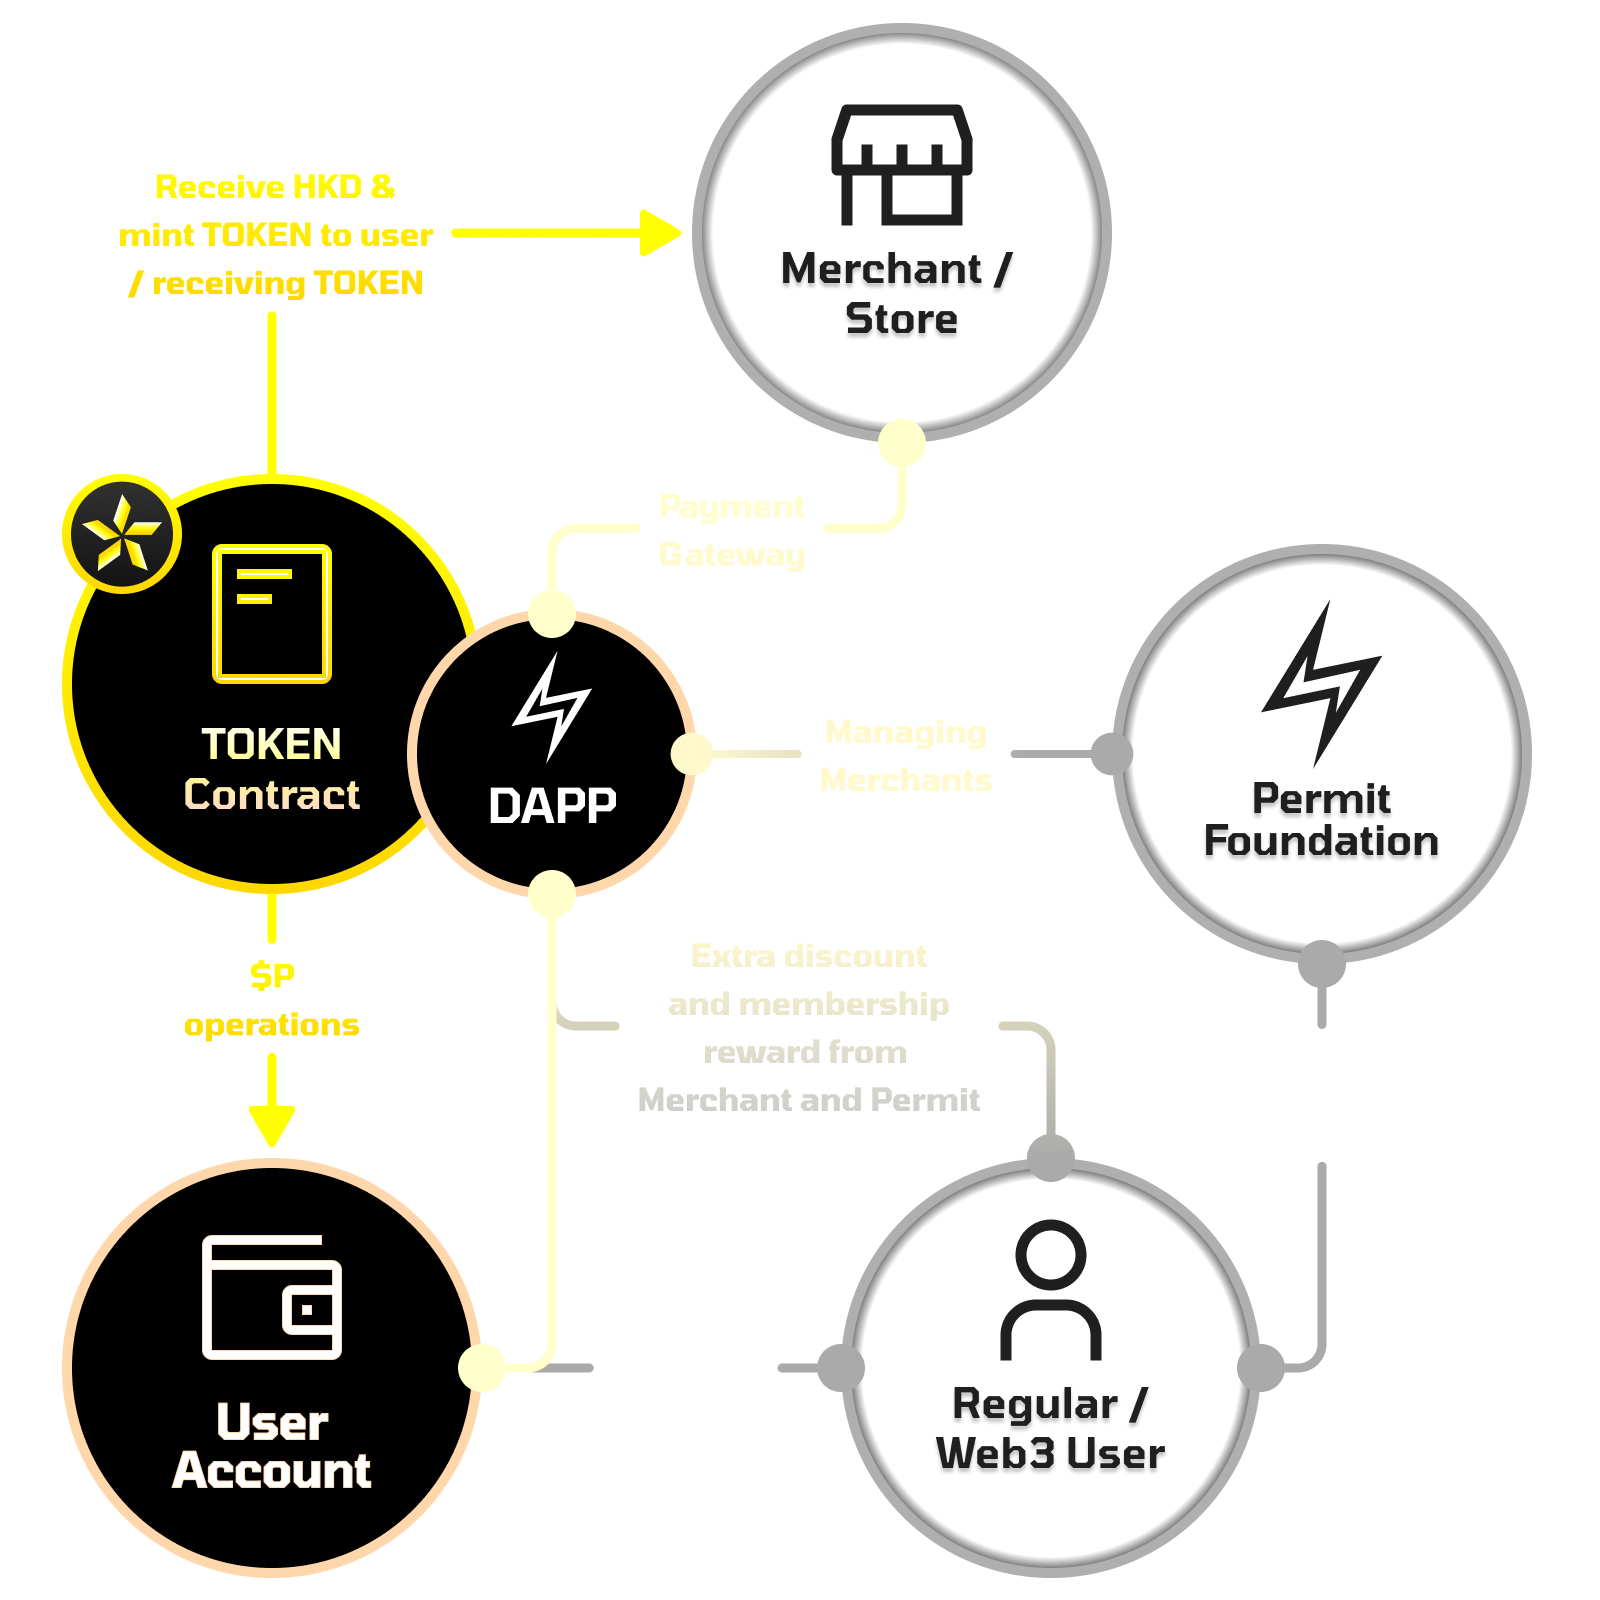 Receive HKD &
mint TOKEN to user
/ receiving TOKEN
Merchant /
Store
Payment
Gateway
TOKEN
Contract
DAPP
Managing
Merchants
Permit
Foundation
$P
operations
Extra discount
and membership
reward from
Merchant and Permit
User
Account
Regular /
Web3 User